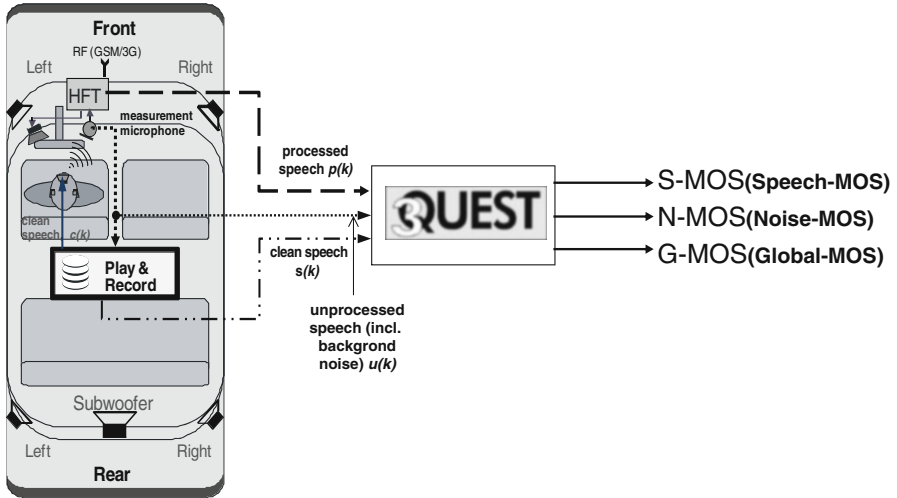 Front
RF (GSM/3G)
Left
Right
HFT
measurement
microphone
processed
speech p(k)
clean
speech, c(k)
Play &
Record
clean speech
s(k)
unprocessed
speech (incl.
backgrond
noise) u(k)
3QUEST
S-MOS(Speech-MOS)
N-MOS(Noise-MOS)
G-MOS(Global-MOS)
Subwoofer
Left
Right
Rear